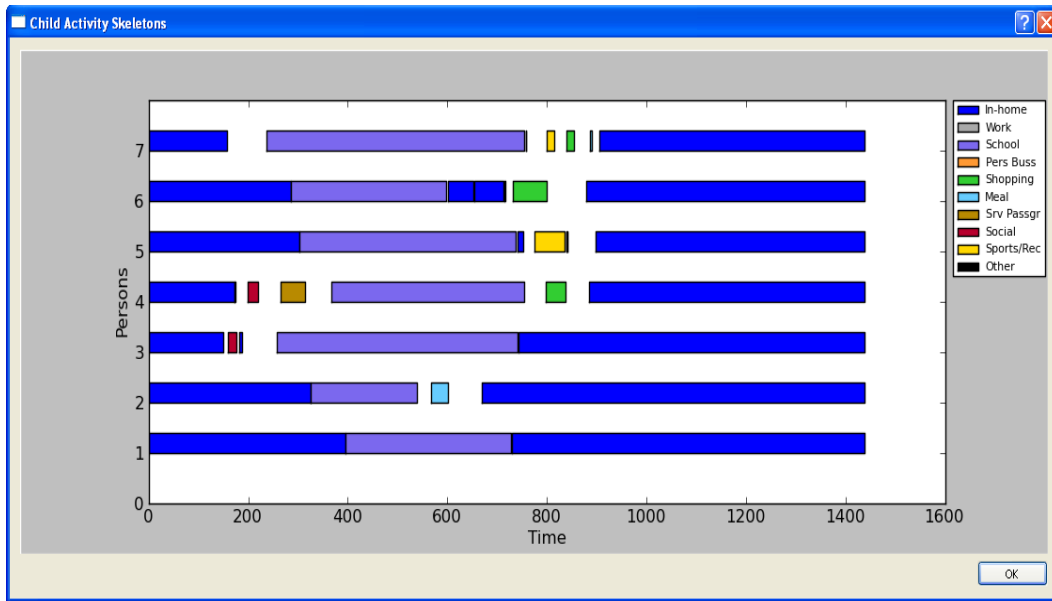 Child Activity Skeletons
In-home
Work
School
Pers Buss
Shopping
Meal
Srv Passgr
Social
Sports/Rec
Other
Persons
7
6
5
4
3
2
1
0
0 200 400 600 800 1000 1200 1400 1600
Time
OK